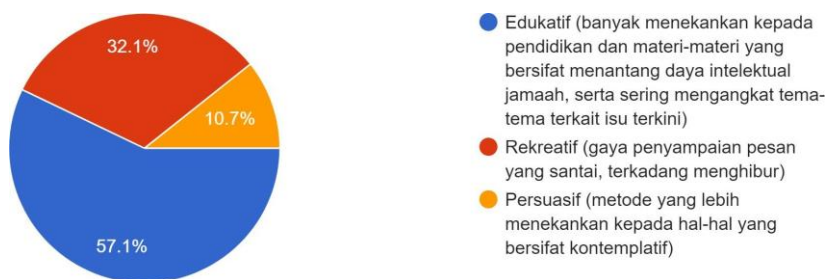 32.1%
10.7%
57.1%
Edukatif (banyak menekankan kepada
pendidikan dan materi-materi yang
bersifat menantang daya intelektual
jamaah, serta sering mengangkat tema-
tema terkait isu terkini)
Rekreatif (gaya penyampaian pesan
yang santai, terkadang menghibur)
Persuasif (metode yang lebih
menekankan kepada hal-hal yang
bersifat kontemplatif)